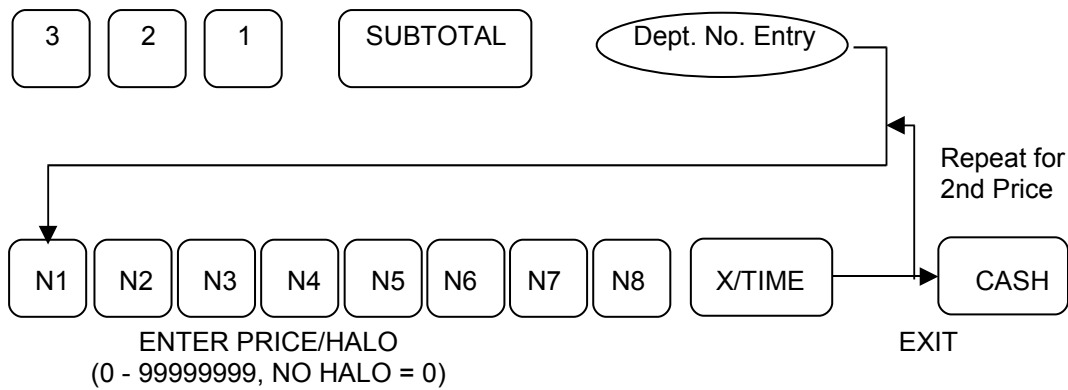 3 2 1 SUBTOTAL Dept. No. Entry
Repeat for
2nd Price
N1 N2 N3 N4 N5 N6 N7 N8 X/TIME CASH
ENTER PRICE/HALO EXIT
(0 - 99999999, NO HALO = 0)